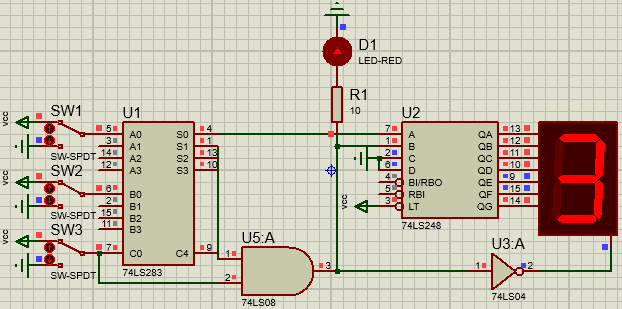 D1
LED-RED
R1
10
SW1
VCC
SW-SPDT
SW2
VCC
SW-SPDT
SW3
VCC
SW-SPDT
U1
5 A0 S0 4
3 A1 S1 1
14 A2 S2 13
12 A3 S3 10
6 B0
2 B1
15 B2
11 B3
7 C0 C4 9
74LS283
U5:A
1
2
3
74LS08
U2
7 A QA 13
1 B QB 12
2 C QC 11
6 D QD 10
4 BI/RBO QE 9
5 RBI QF 15
3 LT QG 14
VCC
74LS248
U3:A
1 2
74LS04
3